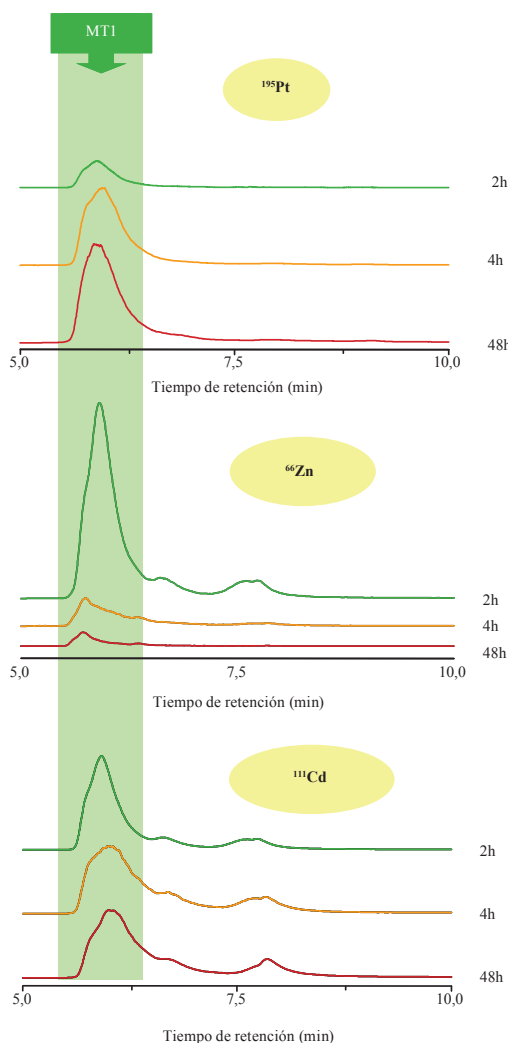 MT1
¹⁹⁵Pt
2h
4h
48h
5,0 7,5 10,0
Tiempo de retención (min)
⁶⁶Zn
2h
4h
48h
5,0 7,5 10,0
Tiempo de retención (min)
¹¹¹Cd
2h
4h
48h
5,0 7,5 10,0
Tiempo de retención (min)